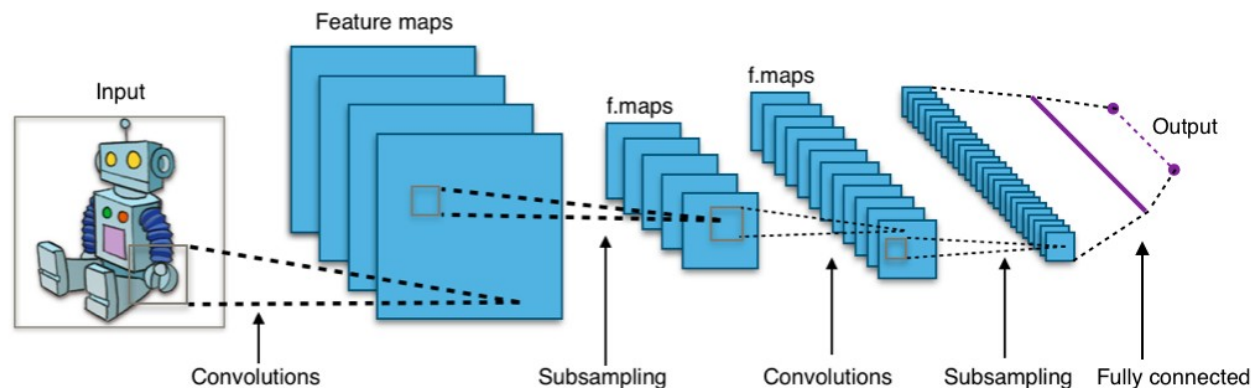 Feature maps
f.maps
Input
f.maps
Output
Convolutions
Subsampling
Convolutions
Subsampling
Fully connected